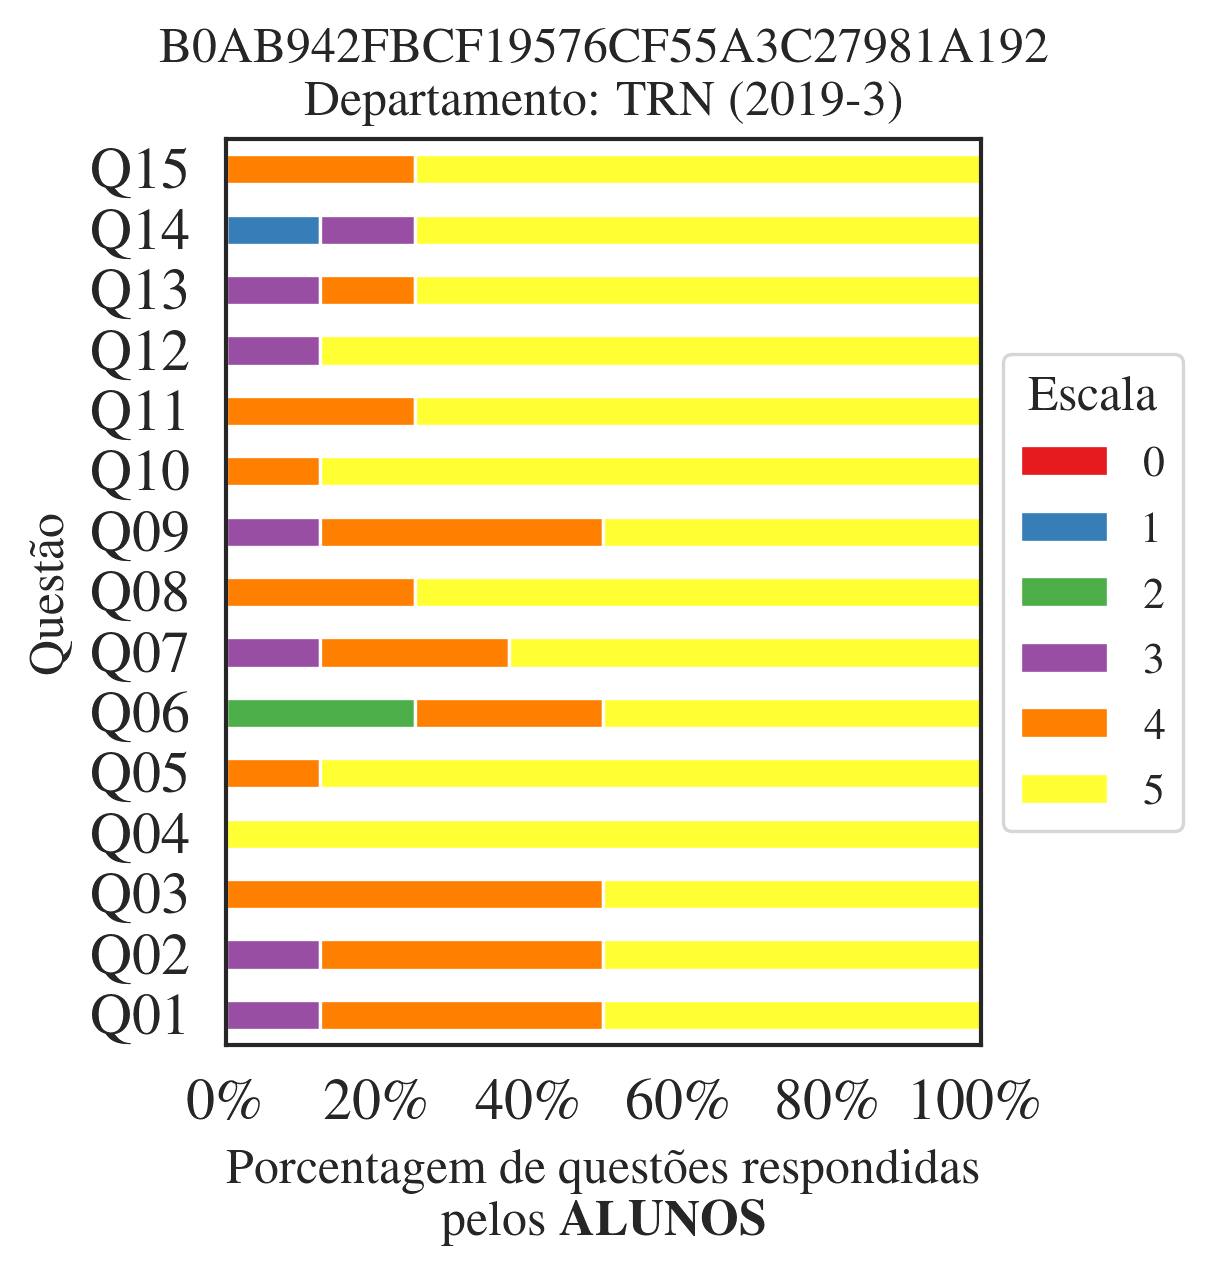 B0AB942FBCF19576CF55A3C27981A192
Departamento: TRN (2019-3)
Questão
Q15
Q14
Q13
Q12
Q11
Q10
Q09
Q08
Q07
Q06
Q05
Q04
Q03
Q02
Q01
0% 20% 40% 60% 80% 100%
Porcentagem de questões respondidas
pelos ALUNOS
Escala
0
1
2
3
4
5